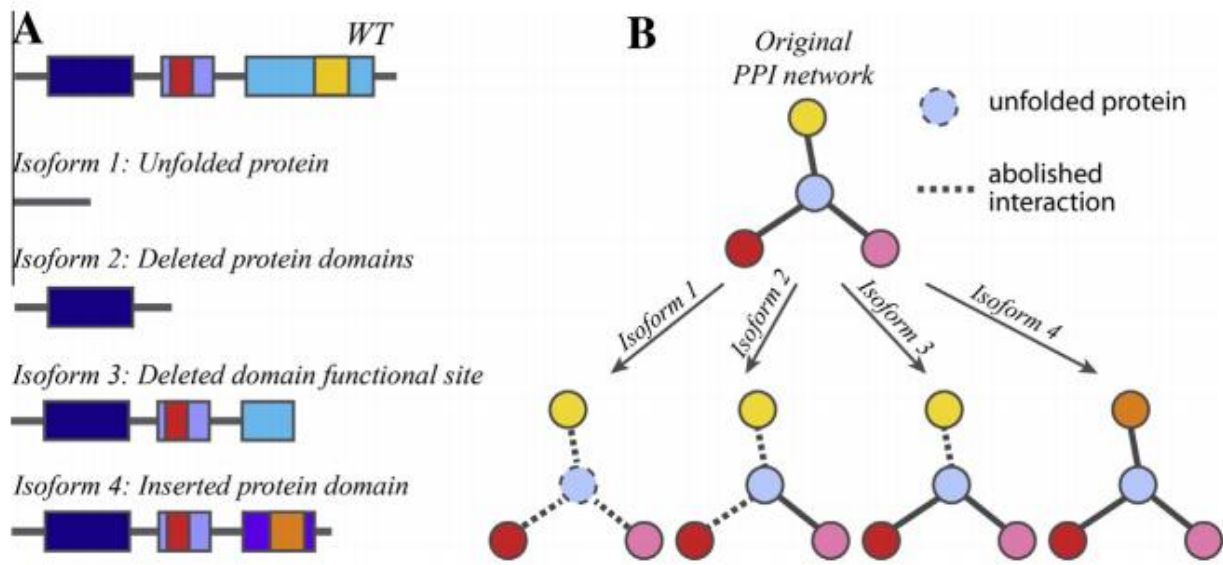 A
WT
Isoform 1: Unfolded protein
Isoform 2: Deleted protein domains
Isoform 3: Deleted domain functional site
Isoform 4: Inserted protein domain
B
Original
PPI network
unfolded protein
abolished
interaction
Isoform 1
Isoform 2
Isoform 3
Isoform 4